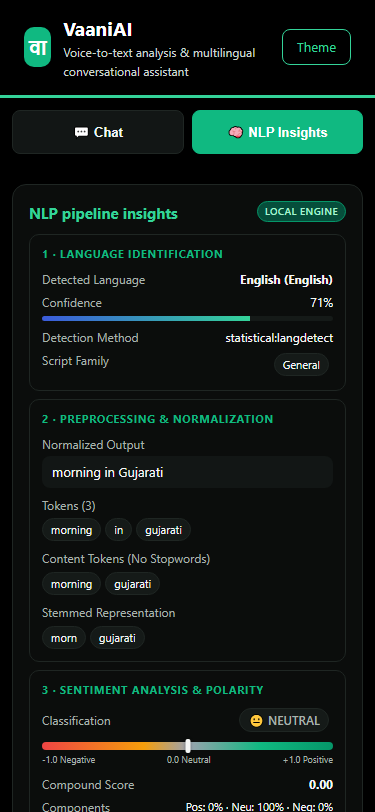 वा
VaaniAI
Voice-to-text analysis & multilingual
conversational assistant
Theme
💬 Chat
🧠 NLP Insights
NLP pipeline insights
LOCAL ENGINE
1 · LANGUAGE IDENTIFICATION
Detected Language English (English)
Confidence 71%
Detection Method statistical:langdetect
Script Family General
2 · PREPROCESSING & NORMALIZATION
Normalized Output
morning in Gujarati
Tokens (3)
morning in gujarati
Content Tokens (No Stopwords)
morning gujarati
Stemmed Representation
morn gujarati
3 · SENTIMENT ANALYSIS & POLARITY
Classification 😐 NEUTRAL
-1.0 Negative 0.0 Neutral +1.0 Positive
Compound Score 0.00
Components Pos: 0% · Neu: 100% · Neg: 0%